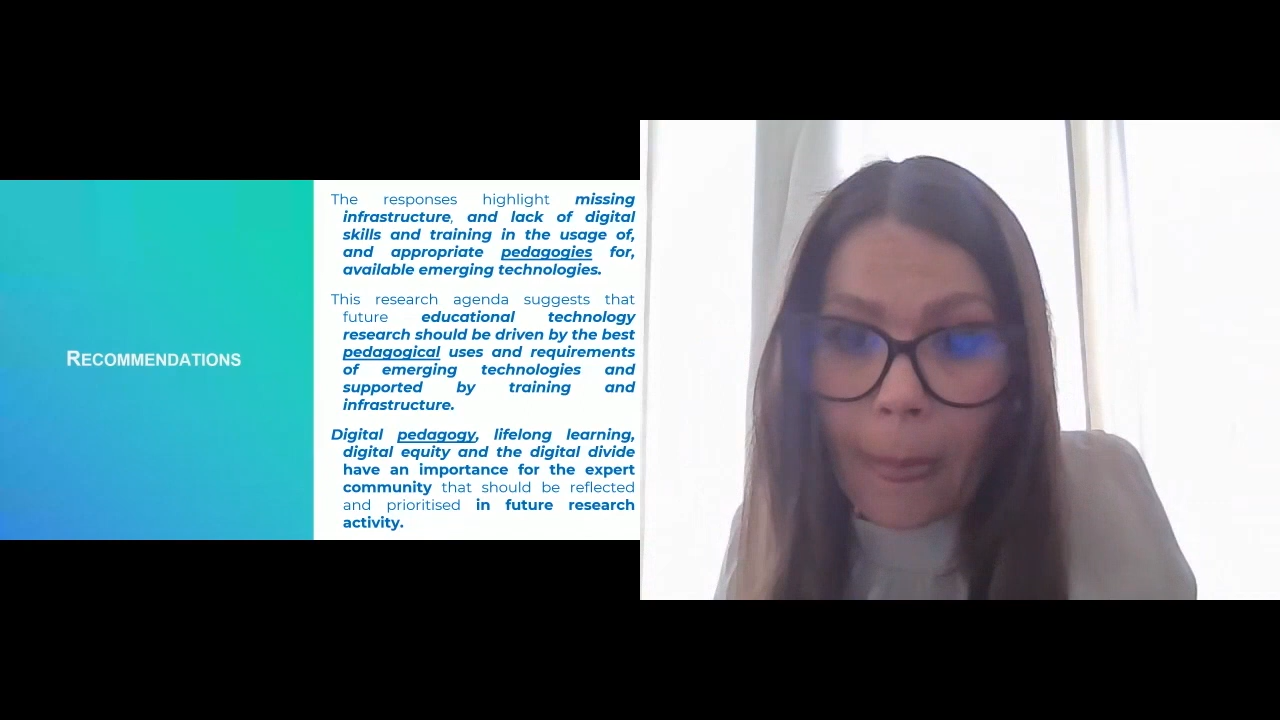 RECOMMENDATIONS
The responses highlight missing
infrastructure, and lack of digital
skills and training in the usage of,
and appropriate pedagogies for,
available emerging technologies.
This research agenda suggests that
future educational technology
research should be driven by the best
pedagogical uses and requirements
of emerging technologies and
supported by training and
infrastructure.
Digital pedagogy, lifelong learning,
digital equity and the digital divide
have an importance for the expert
community that should be reflected
and prioritised in future research
activity.